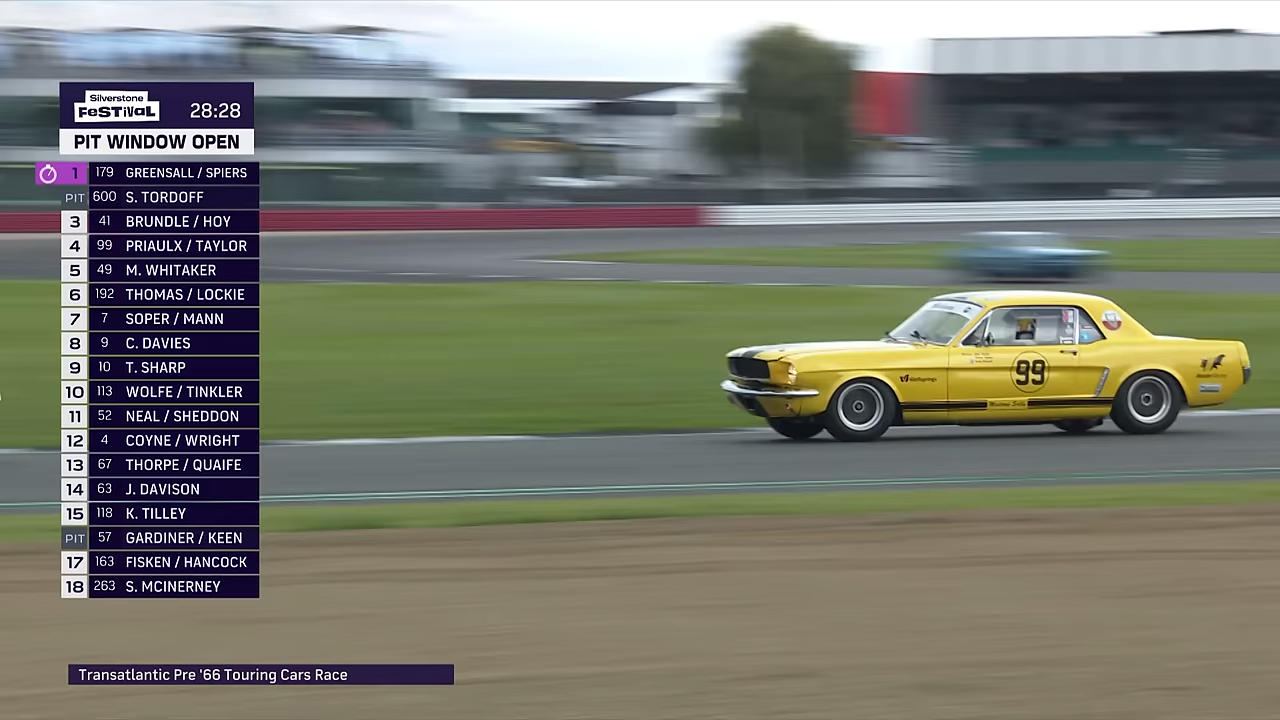 Silverstone
FeSTIVaL
28:28
PIT WINDOW OPEN
1 179 GREENSALL / SPIERS
PIT 600 S. TORDOFF
3 41 BRUNDLE / HOY
4 99 PRIAULX / TAYLOR
5 49 M. WHITAKER
6 192 THOMAS / LOCKIE
7 7 SOPER / MANN
8 9 C. DAVIES
9 10 T. SHARP
10 113 WOLFE / TINKLER
11 52 NEAL / SHEDDON
12 4 COYNE / WRIGHT
13 67 THORPE / QUAIFE
14 63 J. DAVISON
15 118 K. TILLEY
PIT 57 GARDINER / KEEN
17 163 FISKEN / HANCOCK
18 263 S. MCINERNEY
99
Transatlantic Pre '66 Touring Cars Race